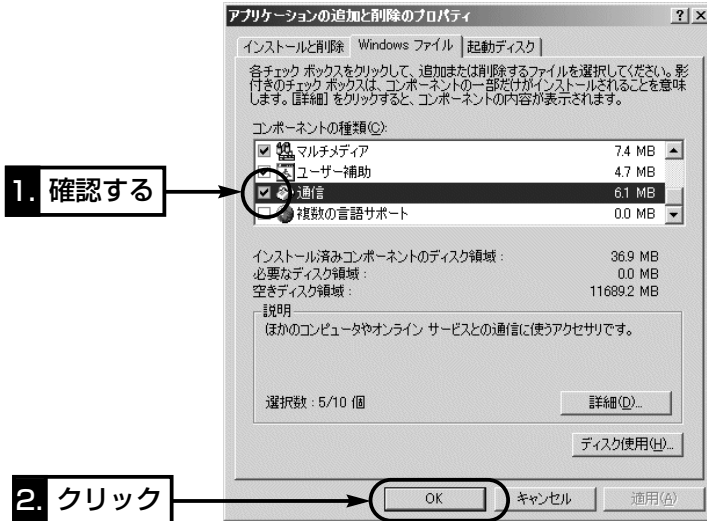 アプリケーションの追加と削除のプロパティ
インストールと削除 Windows ファイル 起動ディスク
各チェック ボックスをクリックして、追加または削除するファイルを選択してください。影
付きのチェック ボックスは、コンポーネントの一部だけがインストールされることを意味
します。[詳細] をクリックすると、コンポーネントの内容が表示されます。
コンポーネントの種類(C):
マルチメディア 7.4 MB
ユーザー補助 4.7 MB
1. 確認する
通信 6.1 MB
複数の言語サポート 0.0 MB
インストール済みコンポーネントのディスク領域 : 36.9 MB
必要なディスク領域 : 0.0 MB
空きディスク領域 : 11689.2 MB
説明
ほかのコンピュータやオンライン サービスとの通信に使うアクセサリです。
選択数 : 5/10 個 詳細(D)...
ディスク使用(H)...
2. クリック
OK キャンセル 適用(A)